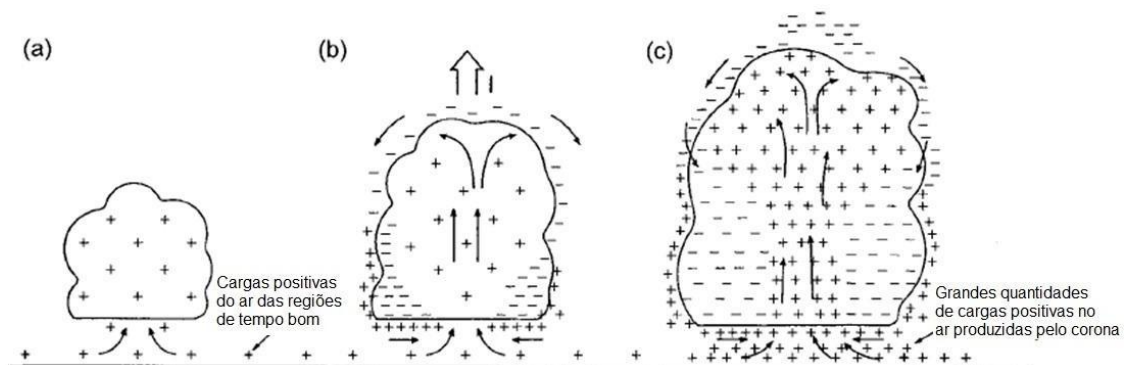 (a)
(b)
I
(c)
Cargas positivas
do ar das regiões
de tempo bom
Grandes quantidades
de cargas positivas no
ar produzidas pelo corona